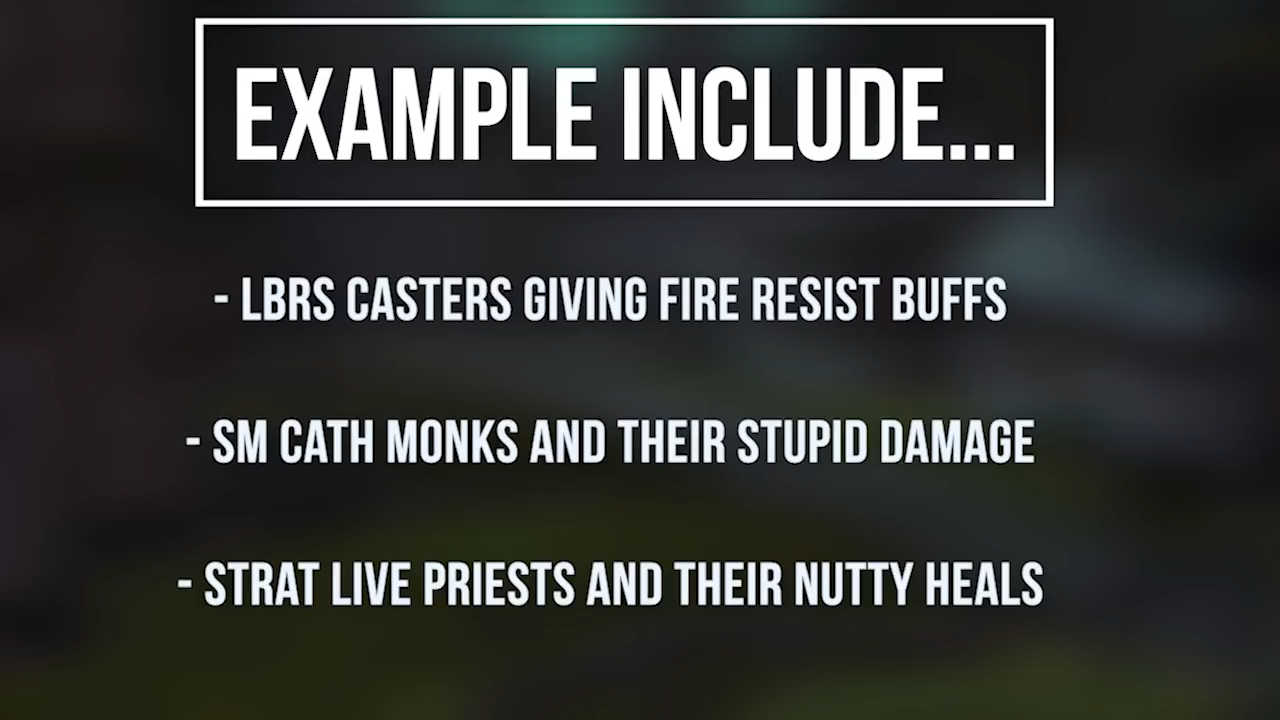 EXAMPLE INCLUDE...
- LBRS CASTERS GIVING FIRE RESIST BUFFS
- SM CATH MONKS AND THEIR STUPID DAMAGE
- STRAT LIVE PRIESTS AND THEIR NUTTY HEALS